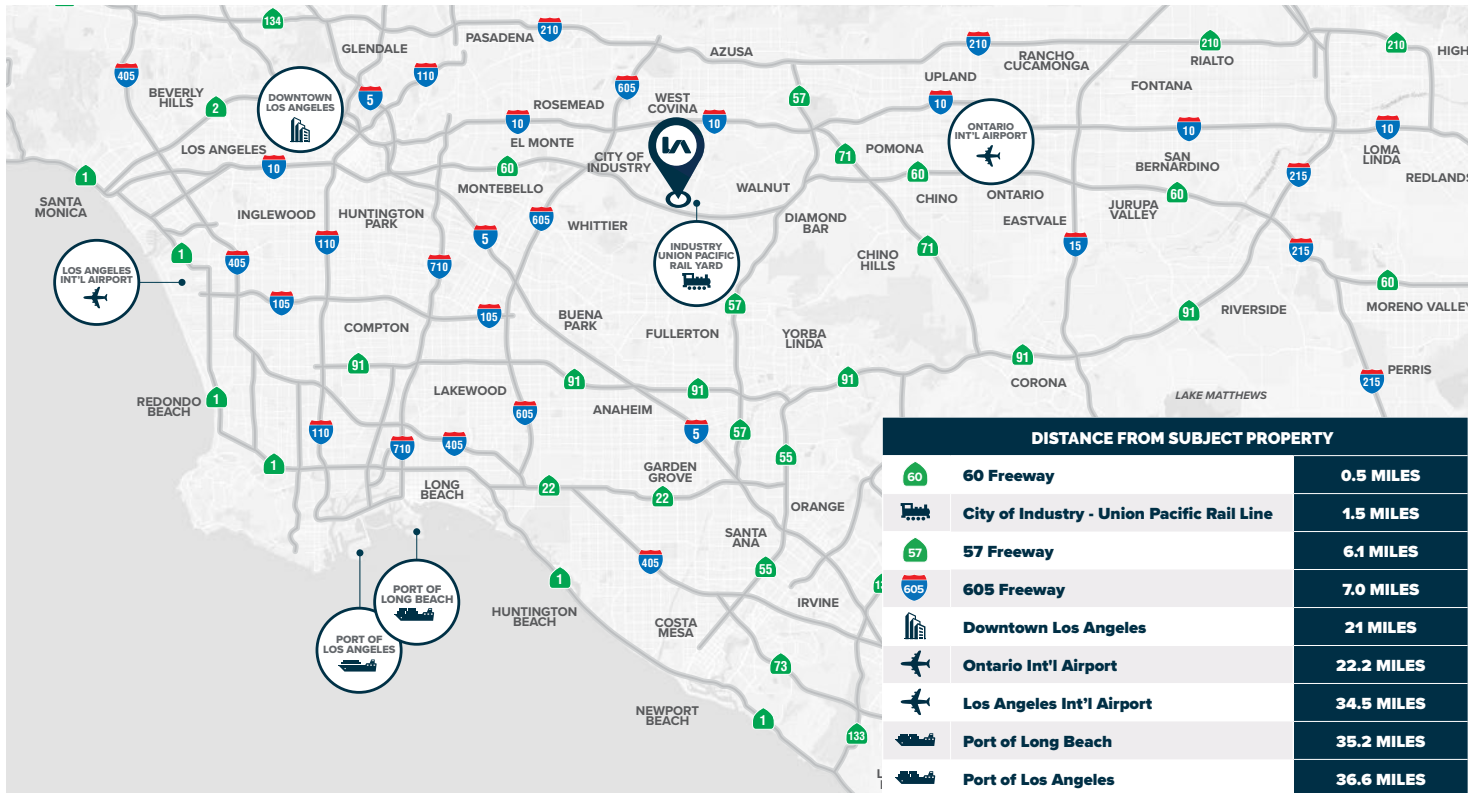 134
GLENDALE
PASADENA
210
AZUSA
210
RANCHO
CUCAMONGA
210
RIALTO
210
HIGH
405
BEVERLY
HILLS
2
DOWNTOWN
LOS ANGELES
5
110
ROSEMEAD
605
WEST
COVINA
10
57
UPLAND
10
FONTANA
ONTARIO
INT'L AIRPORT
10
SAN
BERNARDINO
10
LOMA
LINDA
REDLANDS
LOS ANGELES
10
10
EL MONTE
60
MONTEBELLO
CITY OF
INDUSTRY
WALNUT
71
POMONA
60
CHINO
ONTARIO
EASTVALE
JURUPA
VALLEY
60
215
1
SANTA
MONICA
INGLEWOOD
HUNTINGTON
PARK
605
WHITTIER
DIAMOND
BAR
110
5
1
405
710
INDUSTRY
UNION PACIFIC
RAIL YARD
CHINO
HILLS
71
15
215
LOS ANGELES
INT'L AIRPORT
105
105
57
60
COMPTON
BUENA
PARK
FULLERTON
YORBA
LINDA
91
RIVERSIDE
MORENO VALLEY
91
91
91
91
91
CORONA
215
PERRIS
LAKEWOOD
LAKE MATTHEWS
REDONDO
BEACH
1
605
ANAHEIM
110
710
405
5
57
55
1
LONG
BEACH
22
GARDEN
GROVE
22
ORANGE
SANTA
ANA
405
55
1
PORT OF
LONG BEACH
HUNTINGTON
BEACH
IRVINE
COSTA
MESA
PORT OF
LOS ANGELES
73
NEWPORT
BEACH
1
133
DISTANCE FROM SUBJECT PROPERTY
60 60 Freeway 0.5 MILES
City of Industry - Union Pacific Rail Line 1.5 MILES
57 57 Freeway 6.1 MILES
605 605 Freeway 7.0 MILES
Downtown Los Angeles 21 MILES
Ontario Int'l Airport 22.2 MILES
Los Angeles Int’l Airport 34.5 MILES
Port of Long Beach 35.2 MILES
Port of Los Angeles 36.6 MILES